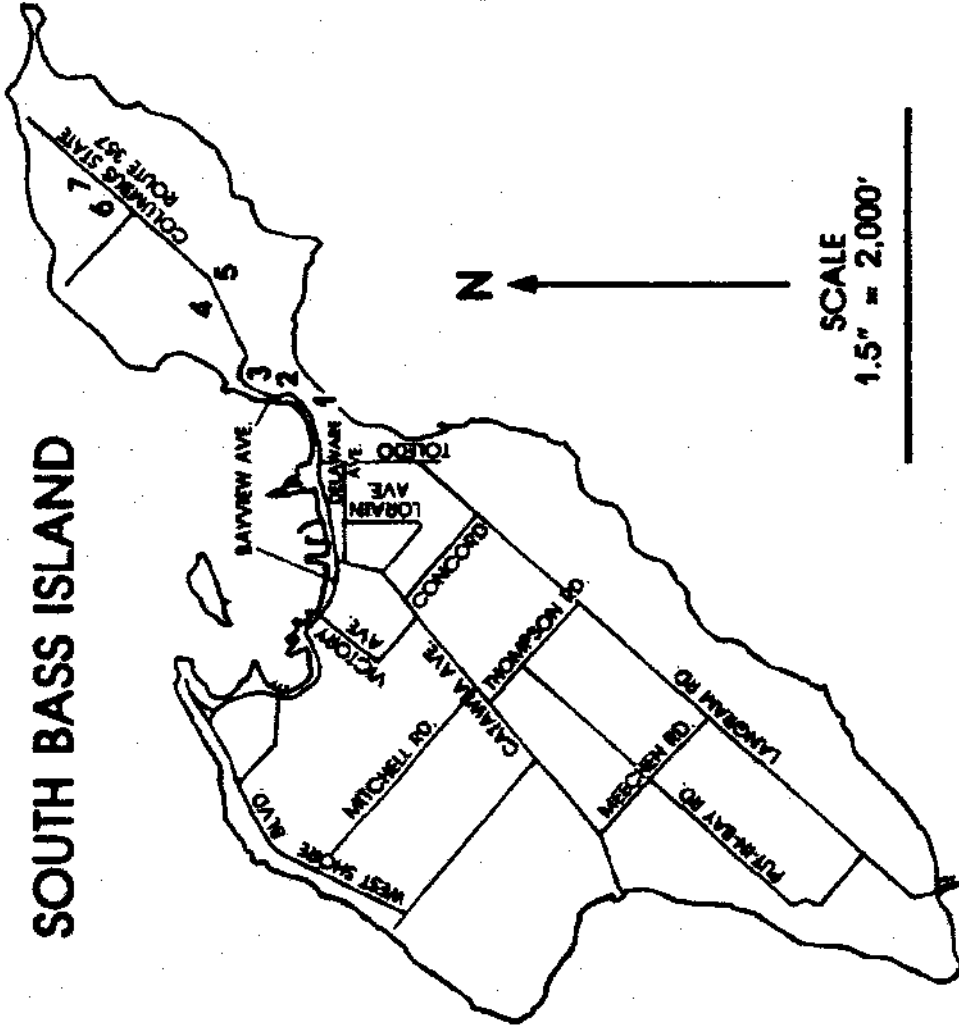 SOUTH BASS ISLAND
COLUMBUS STATE
ROUTE 357
7
6
5
4
3
2
1
BAYVIEW AVE.
DELAWARE
AVE.
TOLEDO
LORAIN
AVE
CONCORD
VICTORY
AVE.
CATAWBA AVE.
THOMPSON RD.
MITCHELL RD.
WEST SHORE BLVD.
MEECHEN RD.
LANGRAM RD
PUT-IN-BAY RD.
N
SCALE
1.5" = 2,000'